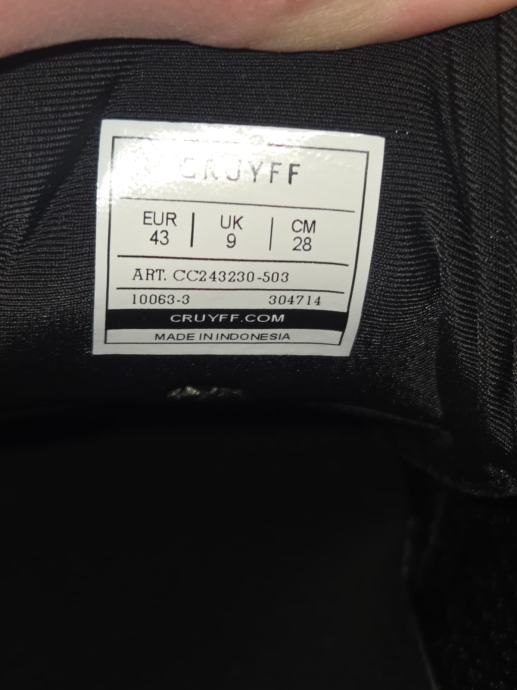 CRUYFF
EUR 43 | UK 9 | CM 28
ART. CC243230-503
10063-3 304714
CRUYFF.COM
MADE IN INDONESIA